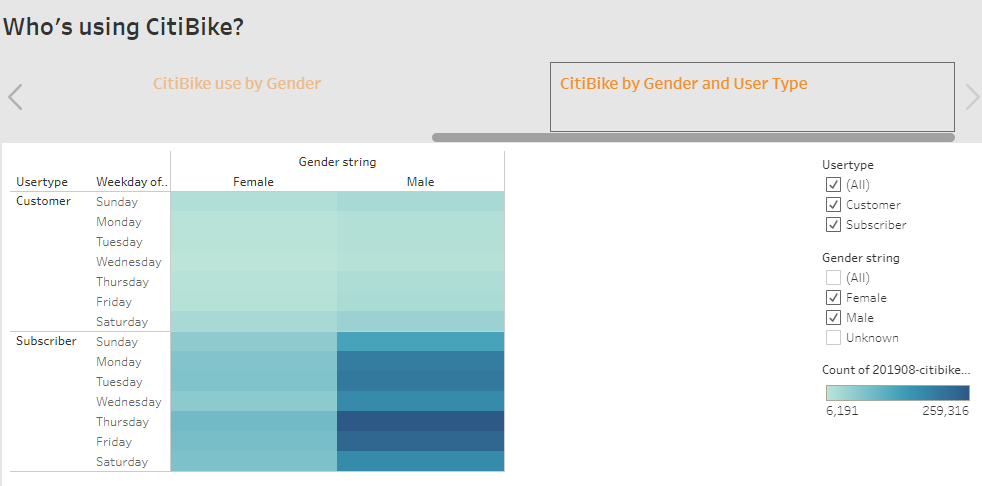 Who's using CitiBike?
CitiBike use by Gender
CitiBike by Gender and User Type
Gender string
Usertype
Weekday of..
Female
Male
Customer
Sunday
Monday
Tuesday
Wednesday
Thursday
Friday
Saturday
Subscriber
Sunday
Monday
Tuesday
Wednesday
Thursday
Friday
Saturday
Usertype
(All)
Customer
Subscriber
Gender string
(All)
Female
Male
Unknown
Count of 201908-citibike...
6,191
259,316